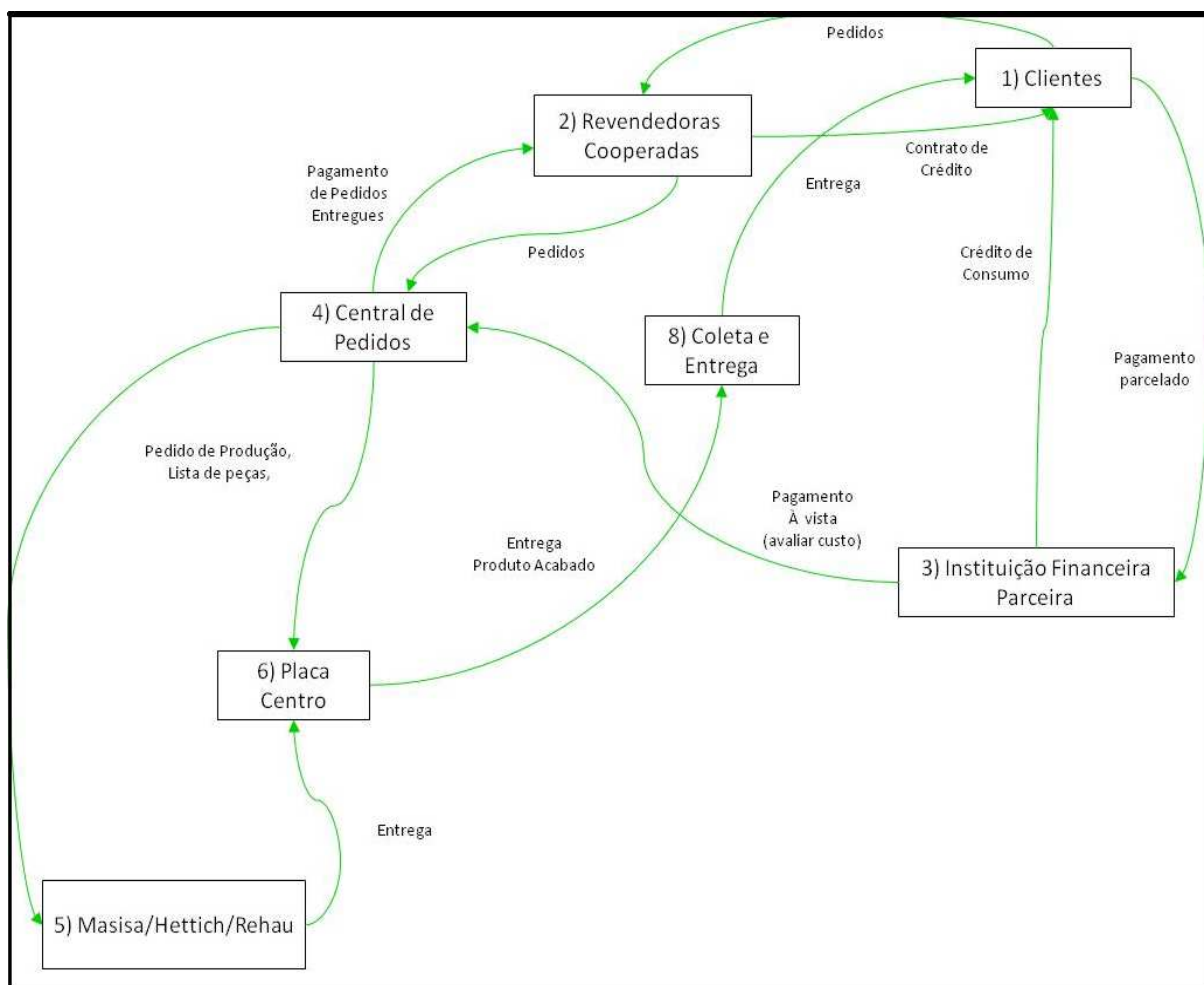 Pedidos
1) Clientes
2) Revendedoras
Cooperadas
Contrato de
Crédito
Pagamento
de Pedidos
Entregues
Entrega
Pedidos
Crédito de
Consumo
4) Central de
Pedidos
8) Coleta e
Entrega
Pagamento
parcelado
Pedido de Produção,
Lista de peças,
Pagamento
À vista
(avaliar custo)
Entrega
Produto Acabado
3) Instituição Financeira
Parceira
6) Placa
Centro
Entrega
5) Masisa/Hettich/Rehau